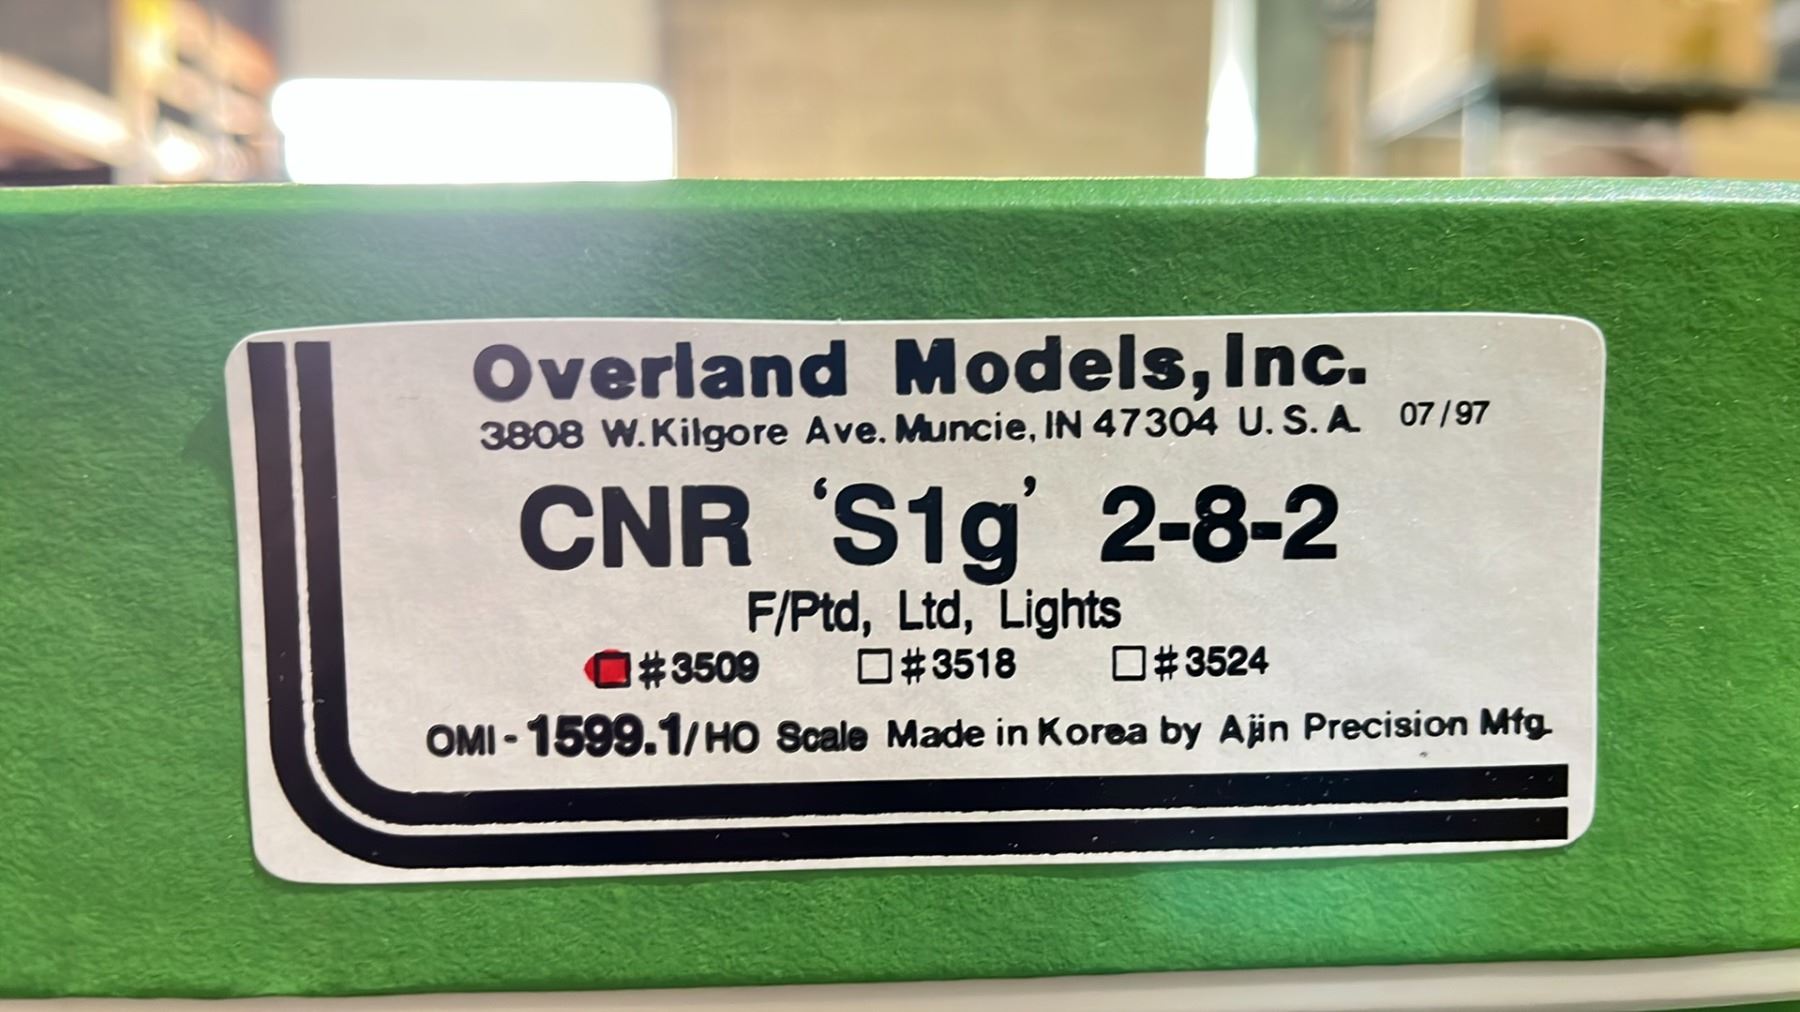 Overland Models, Inc.
3808 W. Kilgore Ave. Muncie, IN 47304 U.S.A. 07/97
CNR ‘S1g’ 2-8-2
F/Ptd, Ltd, Lights
#3509 #3518 #3524
OMI-1599.1/HO Scale Made in Korea by Ajin Precision Mfg.